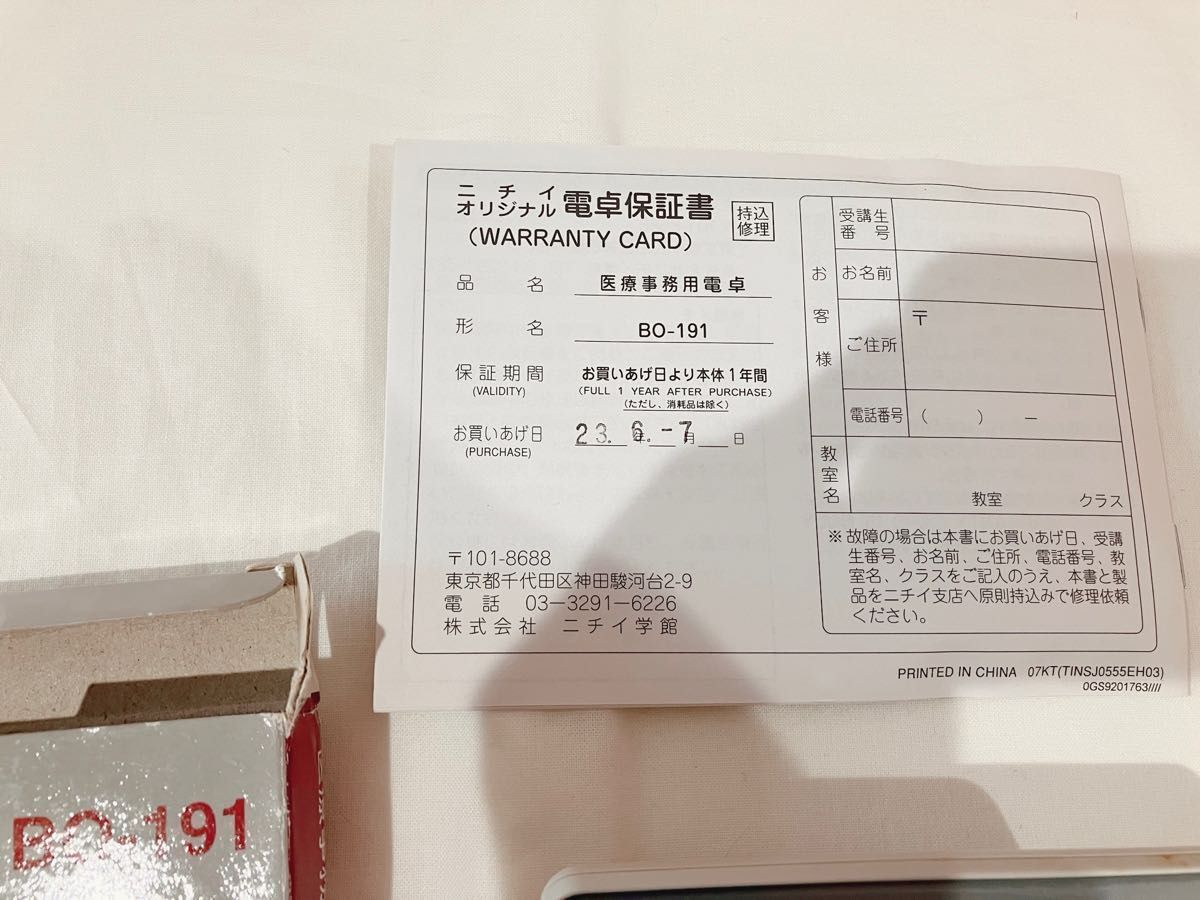 ニチイ
オリジナル 電卓保証書 持込修理
(WARRANTY CARD)
品名 医療事務用電卓
形名 BO-191
保証期間 お買いあげ日より本体1年間
(VALIDITY) (FULL 1 YEAR AFTER PURCHASE)
(ただし、消耗品は除く)
お買いあげ日 23. 6. -7 年 月 日
(PURCHASE)
〒101-8688
東京都千代田区神田駿河台2-9
電話 03-3291-6226
株式会社 ニチイ学館
お客様
受講生番号
お名前
ご住所 〒
電話番号 ( ) ー
教室名 教室 クラス
※故障の場合は本書にお買いあげ日、受講
生番号、お名前、ご住所、電話番号、教
室名、クラスをご記入のうえ、本書と製
品をニチイ支店へ原則持込みで修理依頼
ください。
PRINTED IN CHINA 07KT(TINSJ0555EH03)
0GS9201763////
BO-191